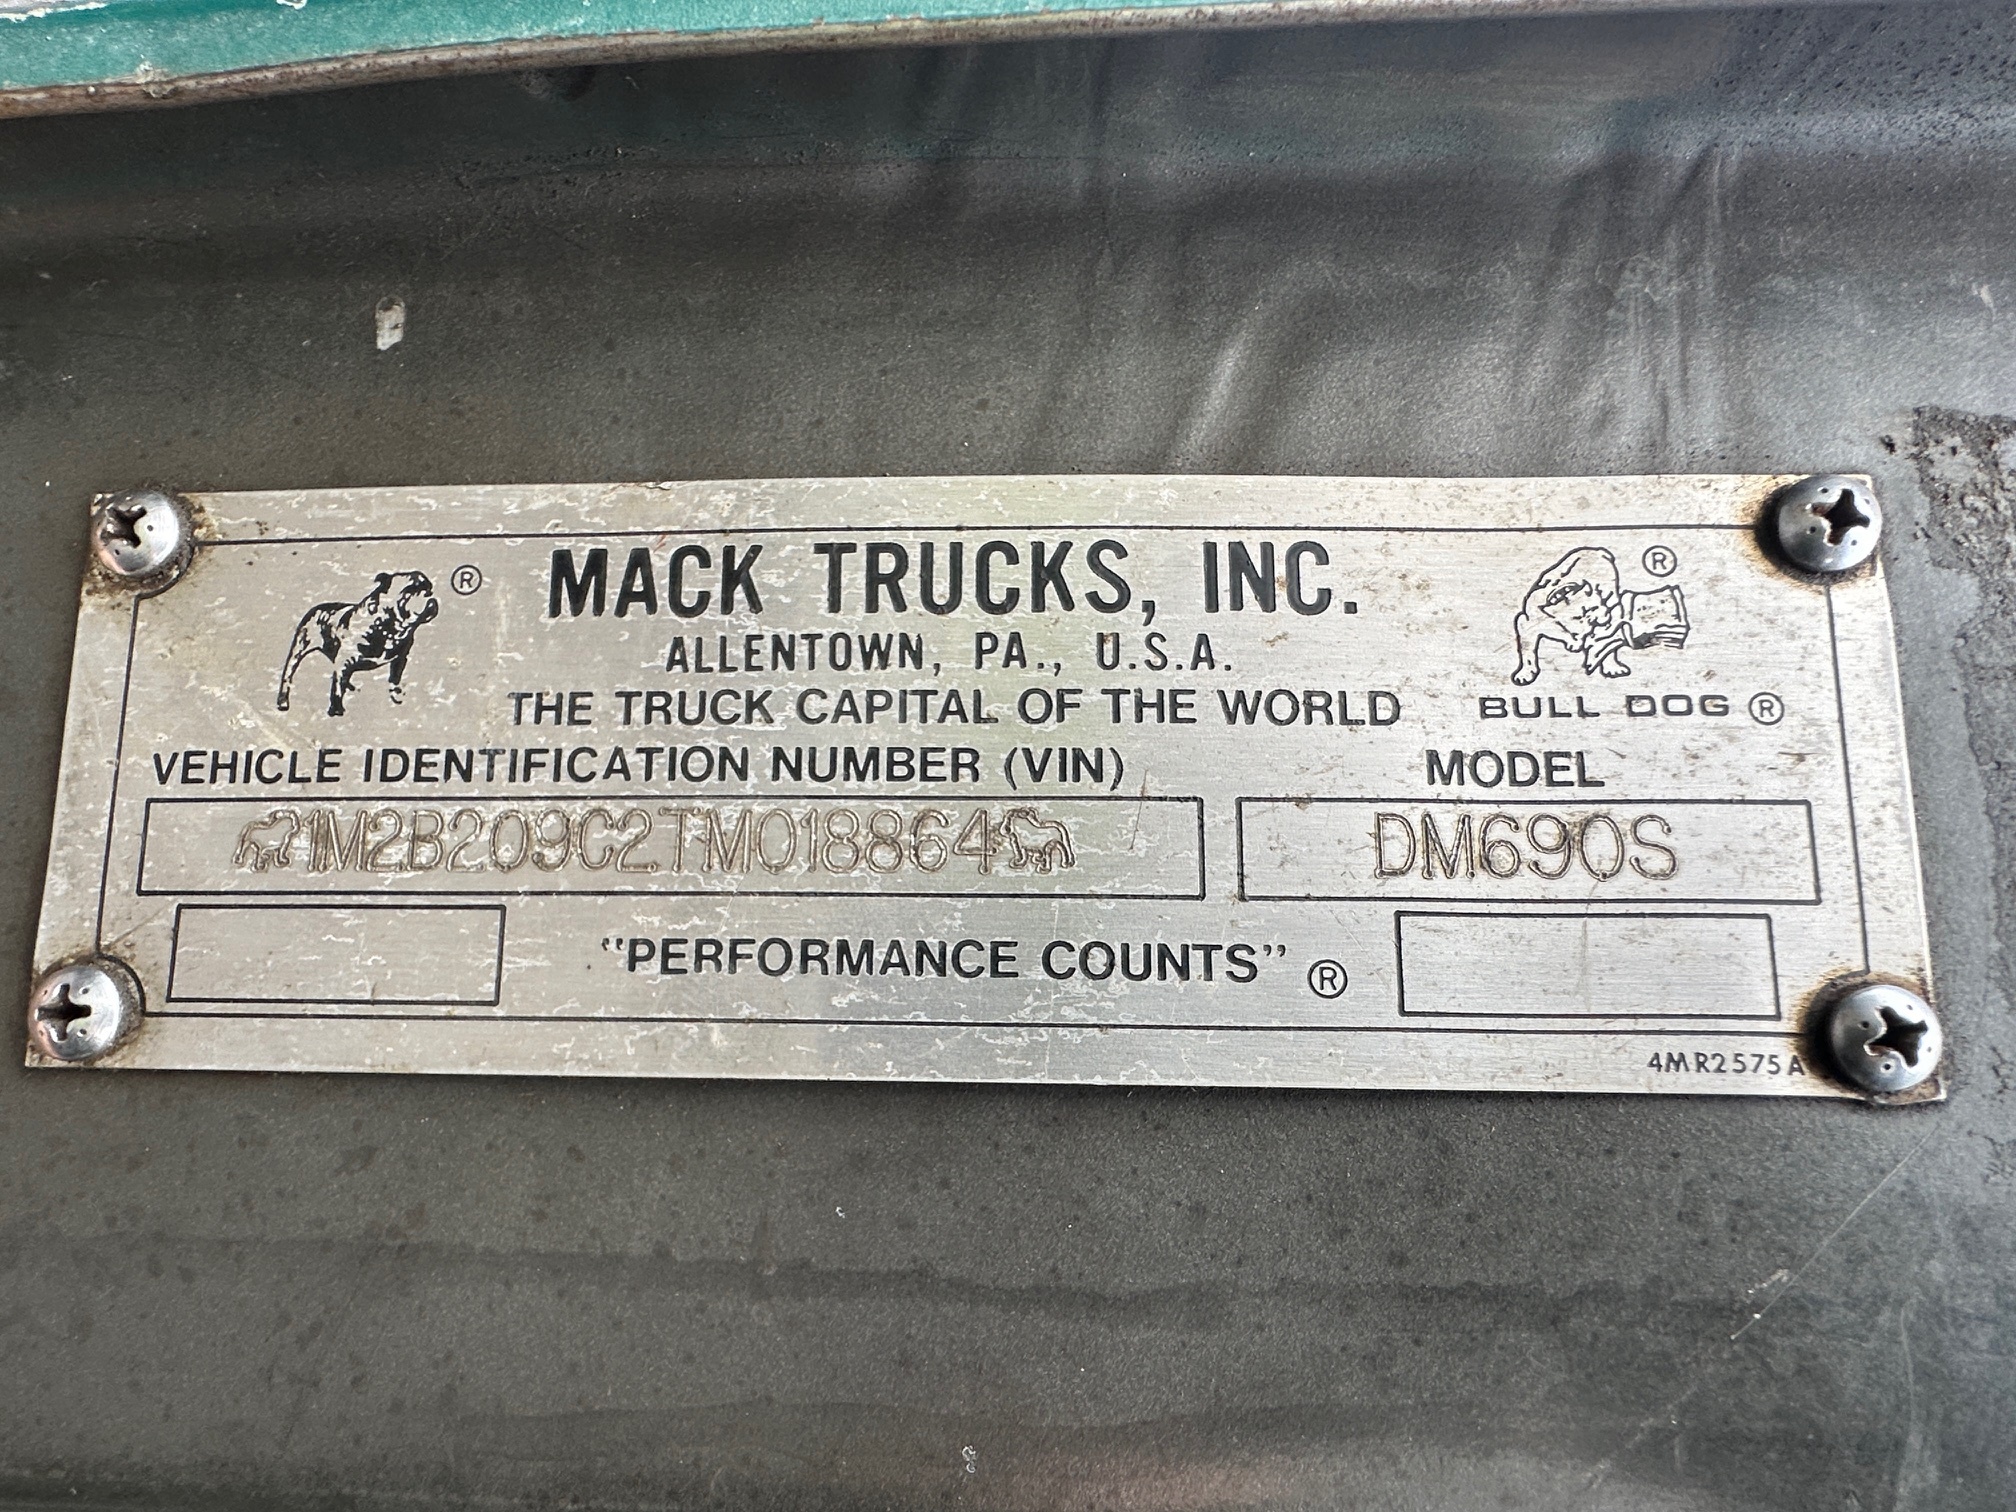 ®
MACK TRUCKS, INC.
®
ALLENTOWN, PA., U.S.A.
THE TRUCK CAPITAL OF THE WORLD
BULL DOG ®
VEHICLE IDENTIFICATION NUMBER (VIN)
MODEL
1M2B209C2TM018864
DM690S
"PERFORMANCE COUNTS" ®
4MR2575A